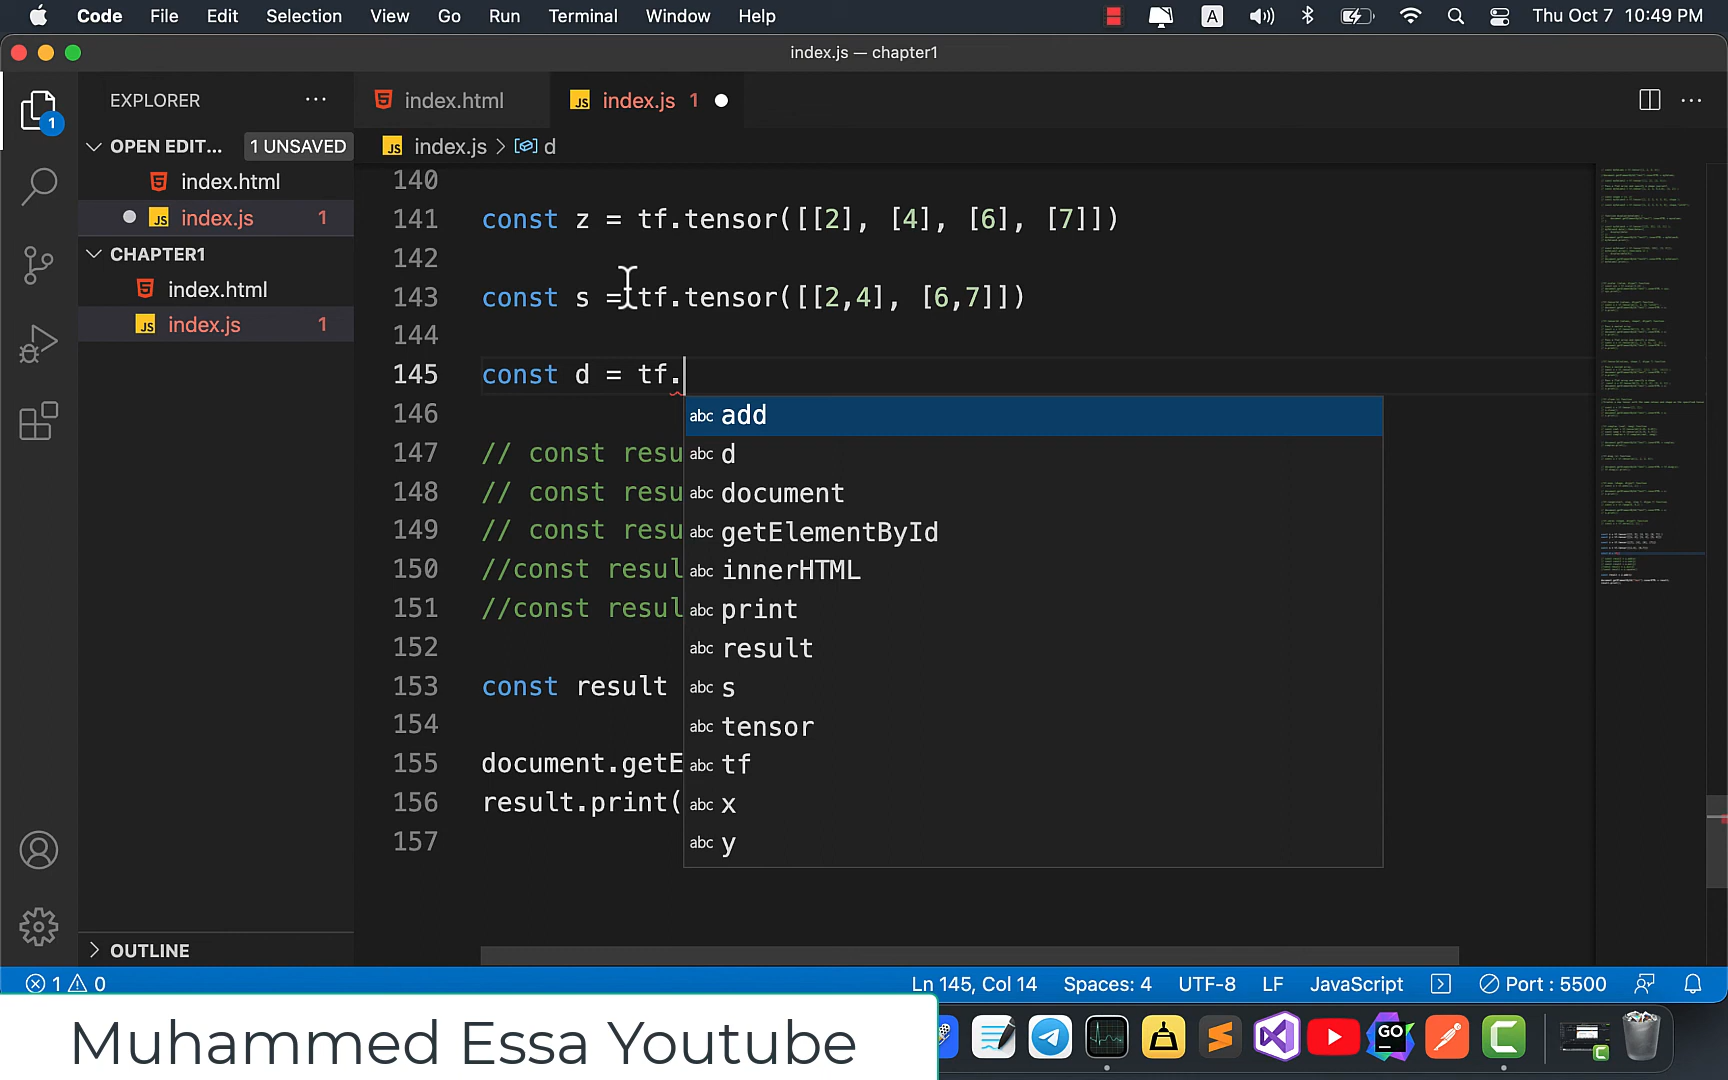 Code File Edit Selection View Go Run Terminal Window Help A Thu Oct 7 10:49 PM
index.js — chapter1
EXPLORER ··· index.html JS index.js 1 ● ···
OPEN EDIT... 1 UNSAVED JS index.js > d
index.html
JS index.js 1
CHAPTER1
index.html
JS index.js 1
OUTLINE
140
141 const z = tf.tensor([[2], [4], [6], [7]])
142
143 const s = tf.tensor([[2,4], [6,7]])
144
145 const d = tf.
146 abc add
147 // const resu abc d
148 // const resu abc document
149 // const resu abc getElementById
150 //const resul abc innerHTML
151 //const resul abc print
152 abc result
153 const result abc s
154 abc tensor
155 document.getE abc tf
156 result.print( abc x
157 abc y
1 0 Ln 145, Col 14 Spaces: 4 UTF-8 LF JavaScript Port : 5500
Muhammed Essa Youtube
GO